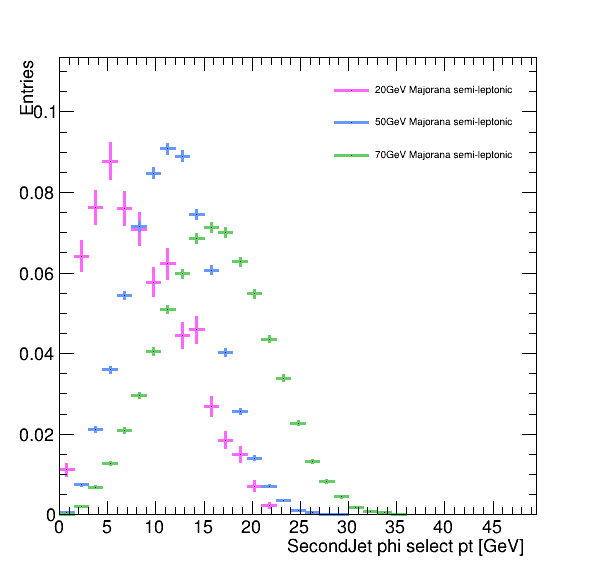 Entries
20GeV Majorana semi-leptonic
50GeV Majorana semi-leptonic
70GeV Majorana semi-leptonic
0.1
0.08
0.06
0.04
0.02
0
0 5 10 15 20 25 30 35 40 45
SecondJet phi select pt [GeV]